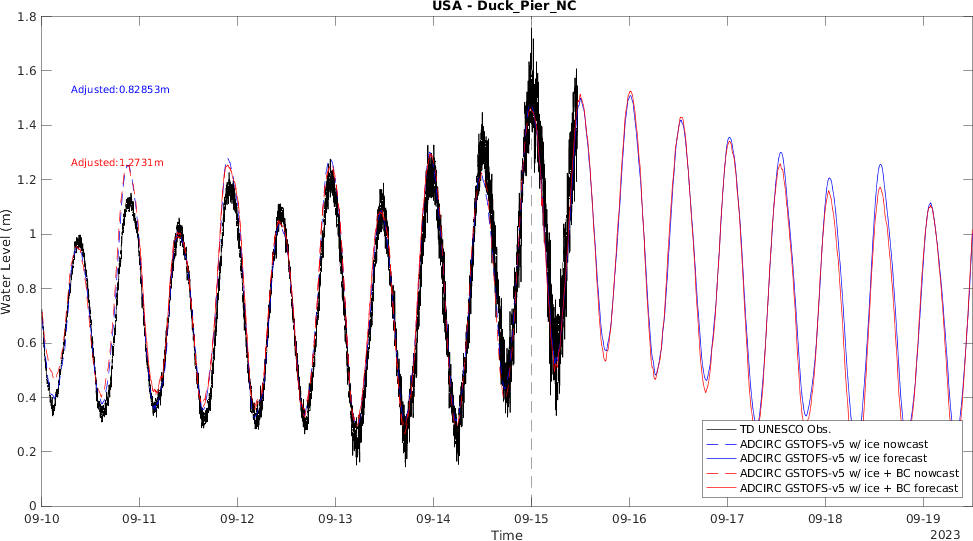 USA - Duck_Pier_NC
1.8
1.6
1.4
1.2
1
0.8
0.6
0.4
0.2
0
Water Level (m)
Adjusted:0.82853m
Adjusted:1.2731m
TD UNESCO Obs.
ADCIRC GSTOFS-v5 w/ ice nowcast
ADCIRC GSTOFS-v5 w/ ice forecast
ADCIRC GSTOFS-v5 w/ ice + BC nowcast
ADCIRC GSTOFS-v5 w/ ice + BC forecast
09-10 09-11 09-12 09-13 09-14 09-15 09-16 09-17 09-18 09-19
Time
2023